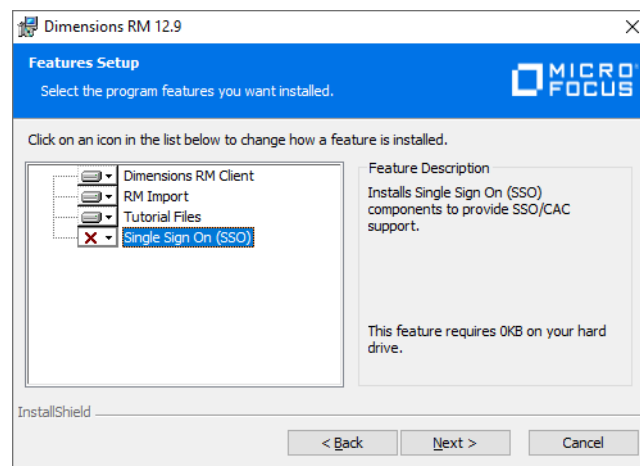 Dimensions RM 12.9
Features Setup
Select the program features you want installed.
MICRO
FOCUS
Click on an icon in the list below to change how a feature is installed.
Dimensions RM Client
RM Import
Tutorial Files
Single Sign On (SSO)
Feature Description
Installs Single Sign On (SSO)
components to provide SSO/CAC
support.
This feature requires 0KB on your hard
drive.
InstallShield
< Back
Next >
Cancel